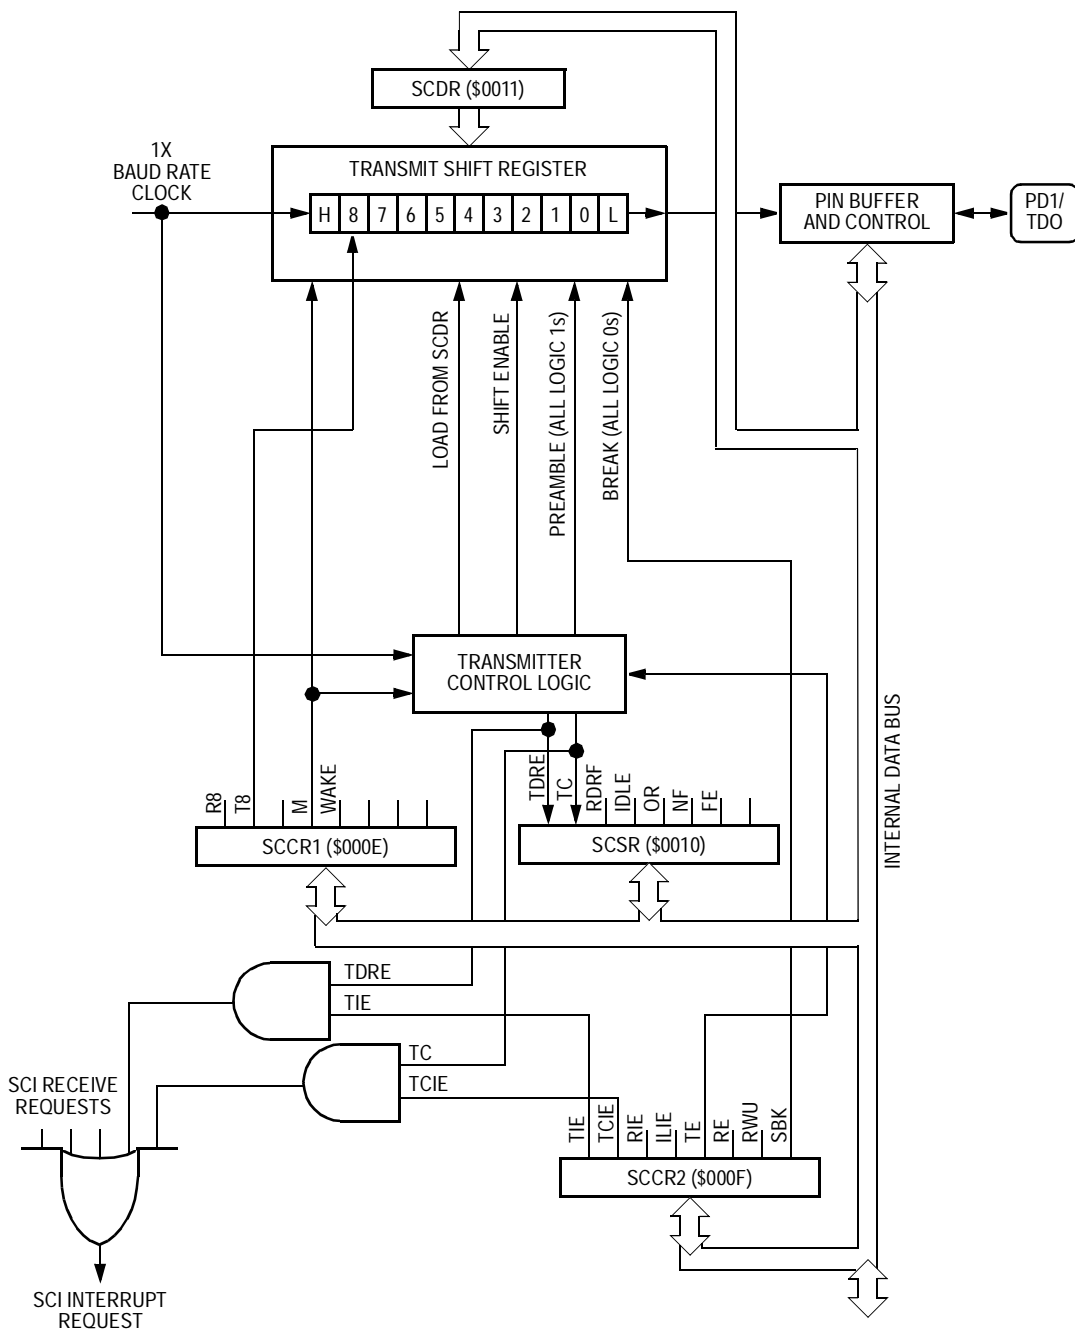 SCDR ($0011)
1X
BAUD RATE
CLOCK
TRANSMIT SHIFT REGISTER
H 8 7 6 5 4 3 2 1 0 L
PIN BUFFER
AND CONTROL
PD1/
TDO
LOAD FROM SCDR
SHIFT ENABLE
PREAMBLE (ALL LOGIC 1s)
BREAK (ALL LOGIC 0s)
TRANSMITTER
CONTROL LOGIC
INTERNAL DATA BUS
R8
T8
M
WAKE
SCCR1 ($000E)
TDRE
TC
RDRF
IDLE
OR
NF
FE
SCSR ($0010)
TDRE
TIE
TC
TCIE
SCI RECEIVE
REQUESTS
TIE
TCIE
RIE
ILIE
TE
RE
RWU
SBK
SCCR2 ($000F)
SCI INTERRUPT
REQUEST